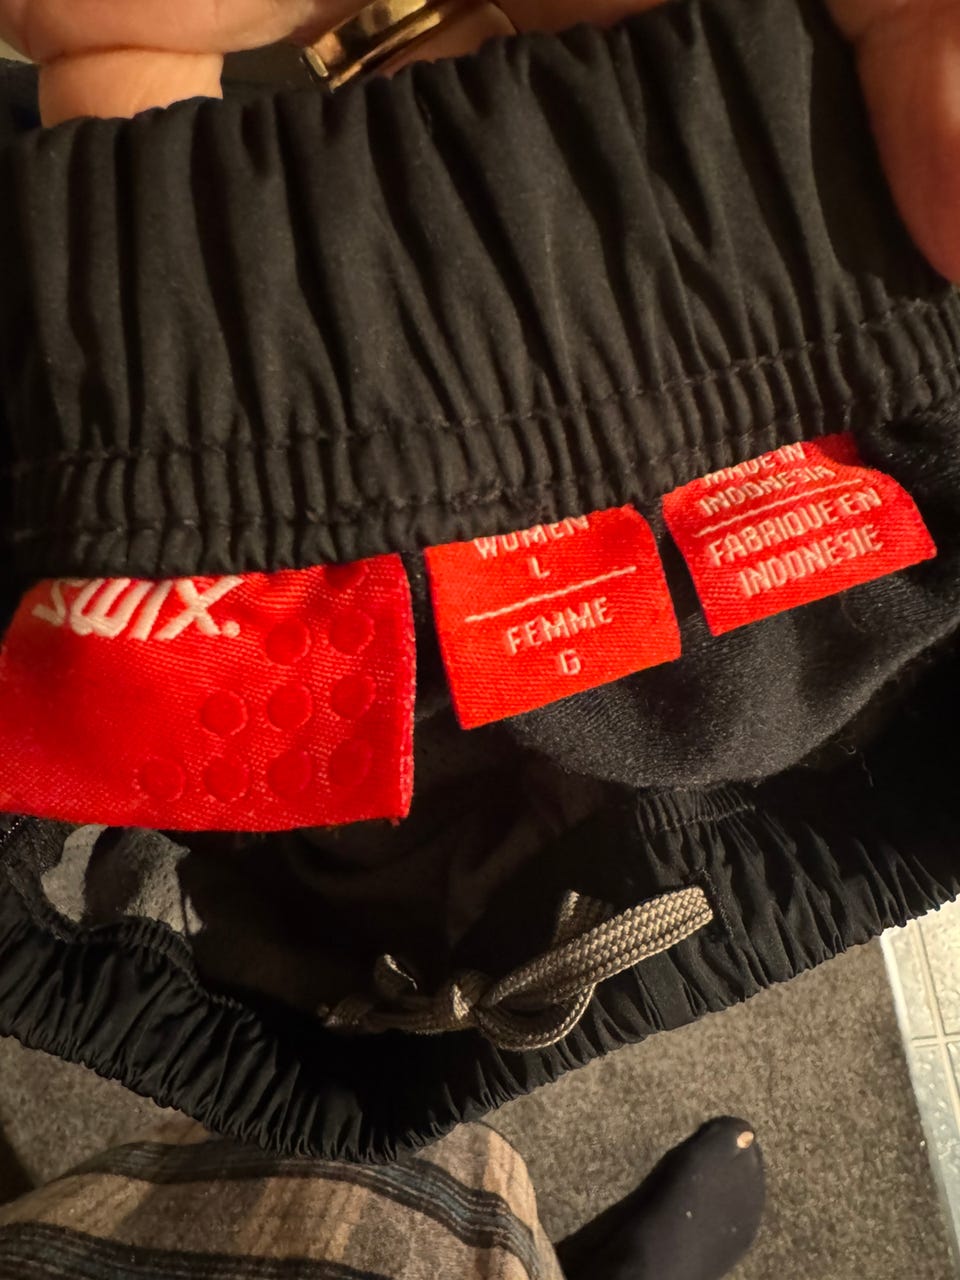 SWIX.
WOMEN
L
FEMME
G
MADE IN
INDONESIA
FABRIQUE EN
INDONESIE